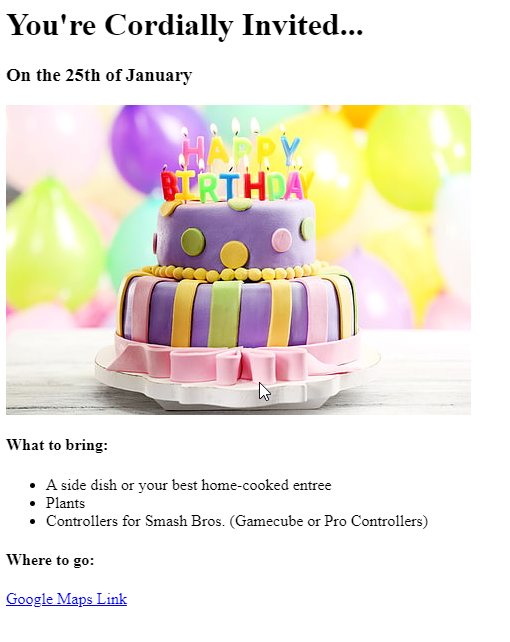 You're Cordially Invited...
On the 25th of January
HAPPY
BIRTHDAY
What to bring:
A side dish or your best home-cooked entree
Plants
Controllers for Smash Bros. (Gamecube or Pro Controllers)
Where to go:
Google Maps Link